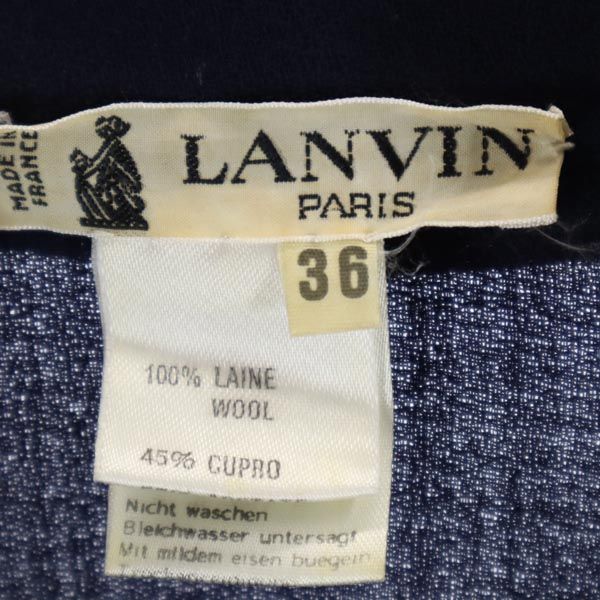 MADE IN
FRANCE
LANVIN
PARIS
36
100% LAINE
WOOL
45% CUPRO
Nicht waschen
Bleichwasser untersagt
Mit mildem eisen buegeln